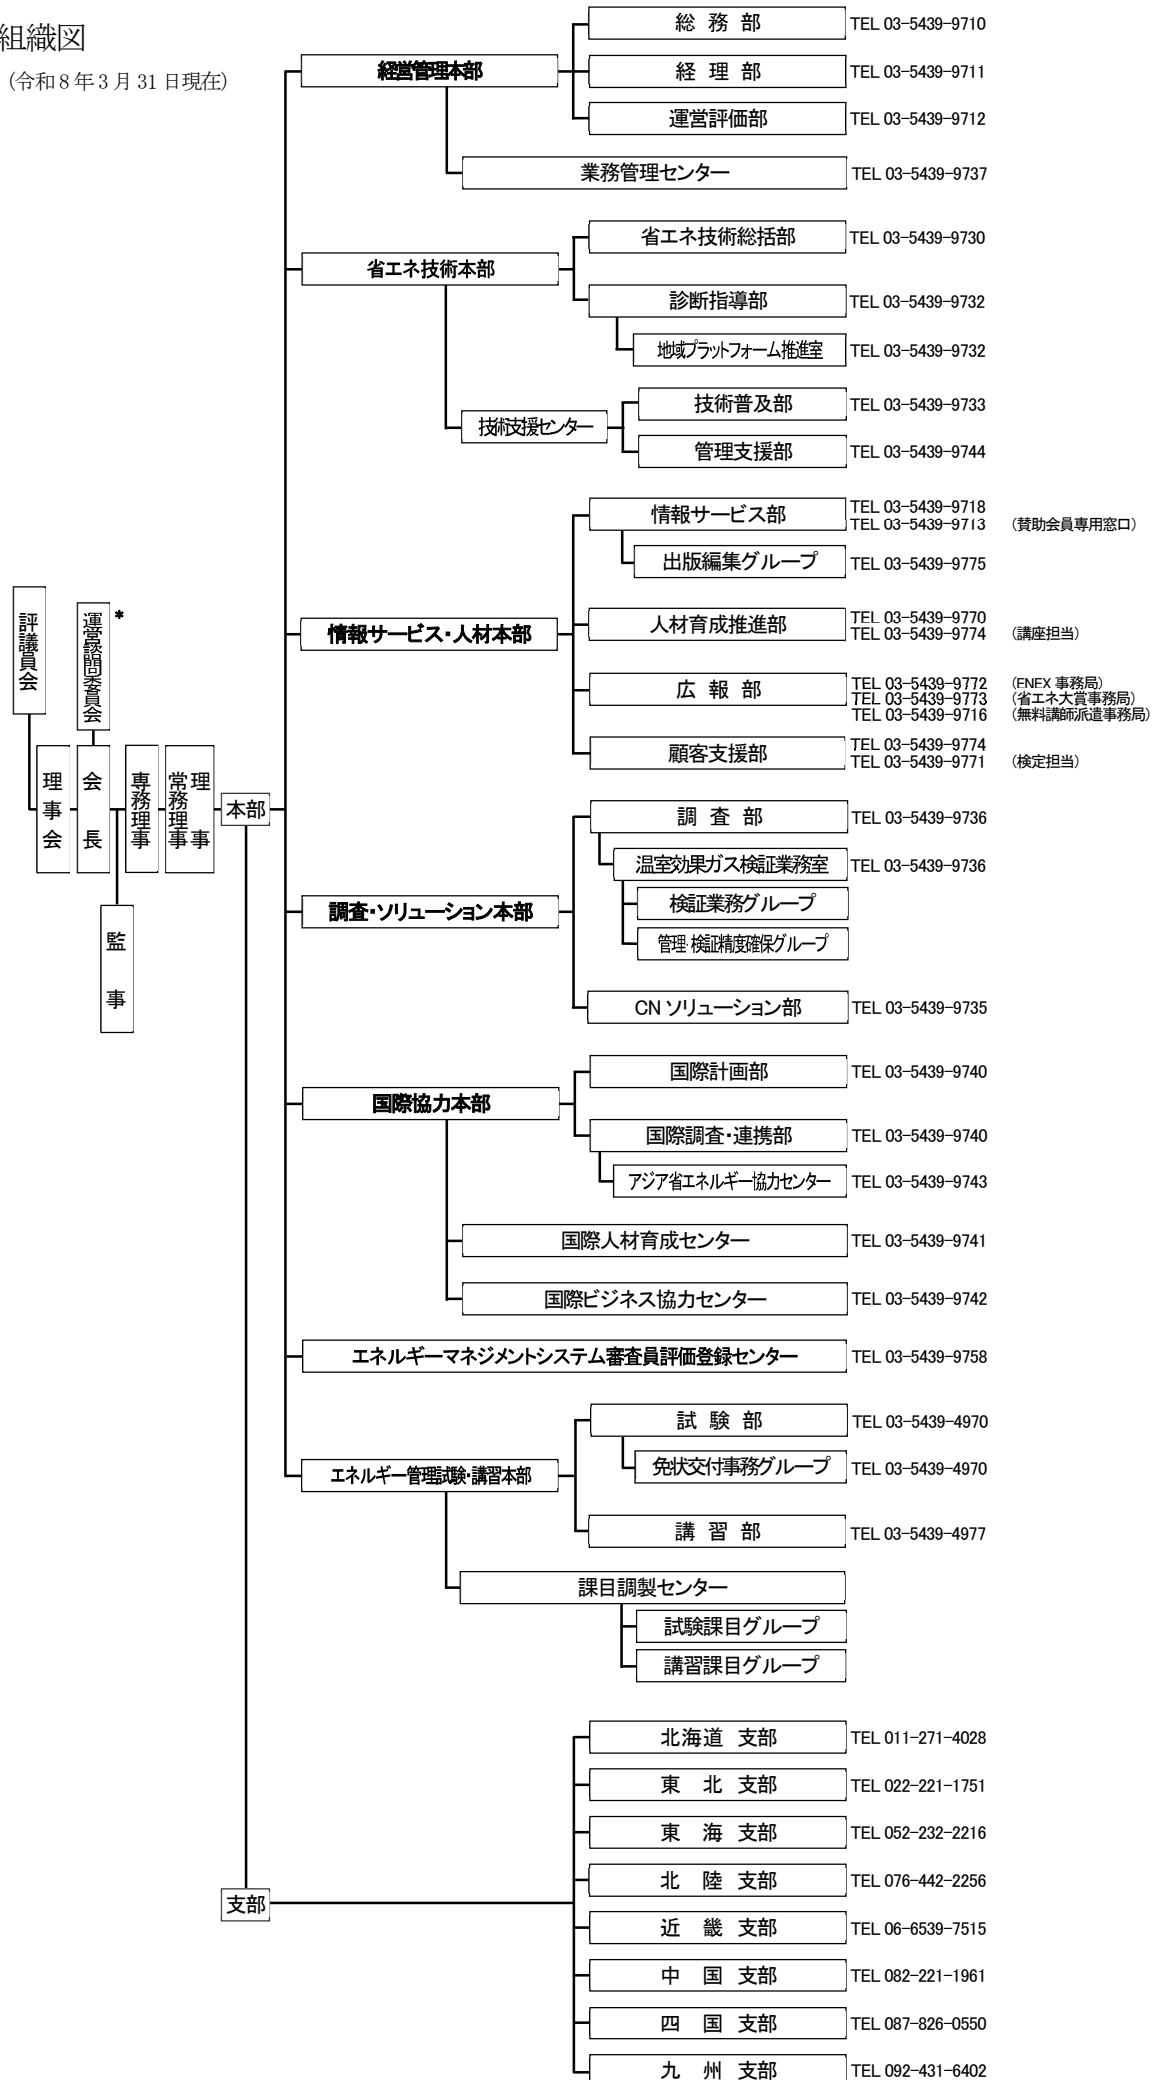 組織図
(令和8年3月31日現在)
総務部 TEL 03-5439-9710
経営管理本部
経理部 TEL 03-5439-9711
運営評価部 TEL 03-5439-9712
業務管理センター TEL 03-5439-9737
省エネ技術総括部 TEL 03-5439-9730
省エネ技術本部
診断指導部 TEL 03-5439-9732
地域プラットフォーム推進室 TEL 03-5439-9732
技術普及部 TEL 03-5439-9733
技術支援センター
管理支援部 TEL 03-5439-9744
情報サービス部 TEL 03-5439-9718
TEL 03-5439-9713 (賛助会員専用窓口)
出版編集グループ TEL 03-5439-9775
評議員会
運営諮問委員会
*
情報サービス・人材本部
人材育成推進部 TEL 03-5439-9770
TEL 03-5439-9774 (講座担当)
広報部 TEL 03-5439-9772 (ENEX 事務局)
TEL 03-5439-9773 (省エネ大賞事務局)
TEL 03-5439-9716 (無料講師派遣事務局)
顧客支援部 TEL 03-5439-9774
TEL 03-5439-9771 (検定担当)
理事会
会長
専務理事
常務理事
理事
本部
監事
調査部 TEL 03-5439-9736
温室効果ガス検証業務室 TEL 03-5439-9736
調査・ソリューション本部
検証業務グループ
管理・検証精度確保グループ
CN ソリューション部 TEL 03-5439-9735
国際計画部 TEL 03-5439-9740
国際協力本部
国際調査・連携部 TEL 03-5439-9740
アジア省エネルギー協力センター TEL 03-5439-9743
国際人材育成センター TEL 03-5439-9741
国際ビジネス協力センター TEL 03-5439-9742
エネルギーマネジメントシステム審査員評価登録センター TEL 03-5439-9758
試験部 TEL 03-5439-4970
エネルギー管理試験・講習本部
免状交付事務グループ TEL 03-5439-4970
講習部 TEL 03-5439-4977
課目調製センター
試験課目グループ
講習課目グループ
支部
北海道 支部 TEL 011-271-4028
東北 支部 TEL 022-221-1751
東海 支部 TEL 052-232-2216
北陸 支部 TEL 076-442-2256
近畿 支部 TEL 06-6539-7515
中国 支部 TEL 082-221-1961
四国 支部 TEL 087-826-0550
九州 支部 TEL 092-431-6402